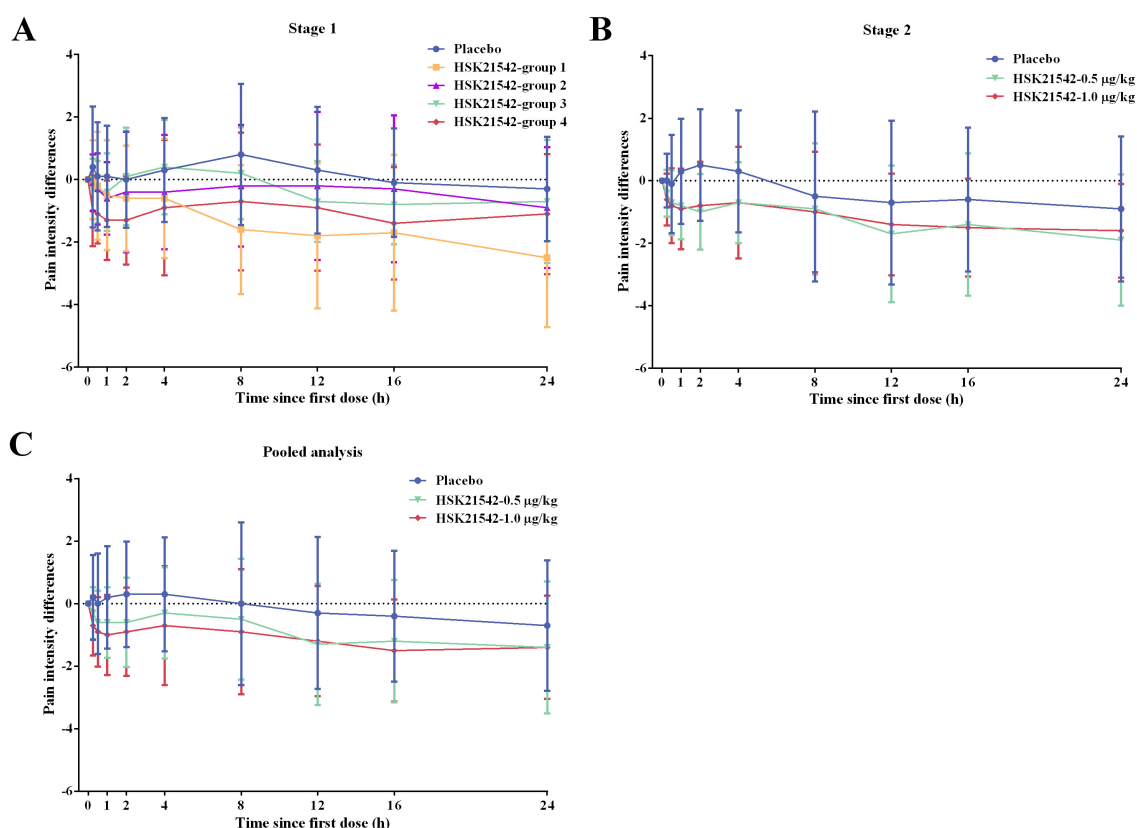 A
Stage 1
Placebo
HSK21542-group 1
HSK21542-group 2
HSK21542-group 3
HSK21542-group 4
Pain intensity differences
4
2
0
-2
-4
-6
0 1 2 4 8 12 16 24
Time since first dose (h)
B
Stage 2
Placebo
HSK21542-0.5 μg/kg
HSK21542-1.0 μg/kg
Pain intensity differences
4
2
0
-2
-4
-6
0 1 2 4 8 12 16 24
Time since first dose (h)
C
Pooled analysis
Placebo
HSK21542-0.5 μg/kg
HSK21542-1.0 μg/kg
Pain intensity differences
4
2
0
-2
-4
-6
0 1 2 4 8 12 16 24
Time since first dose (h)